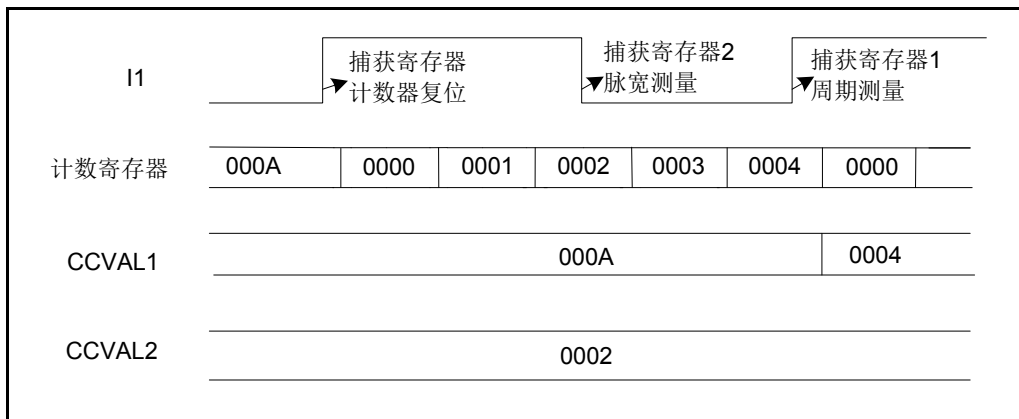 I1
捕获寄存器
计数器复位
捕获寄存器2
脉宽测量
捕获寄存器1
周期测量
计数寄存器 000A 0000 0001 0002 0003 0004 0000
CCVAL1 000A 0004
CCVAL2 0002